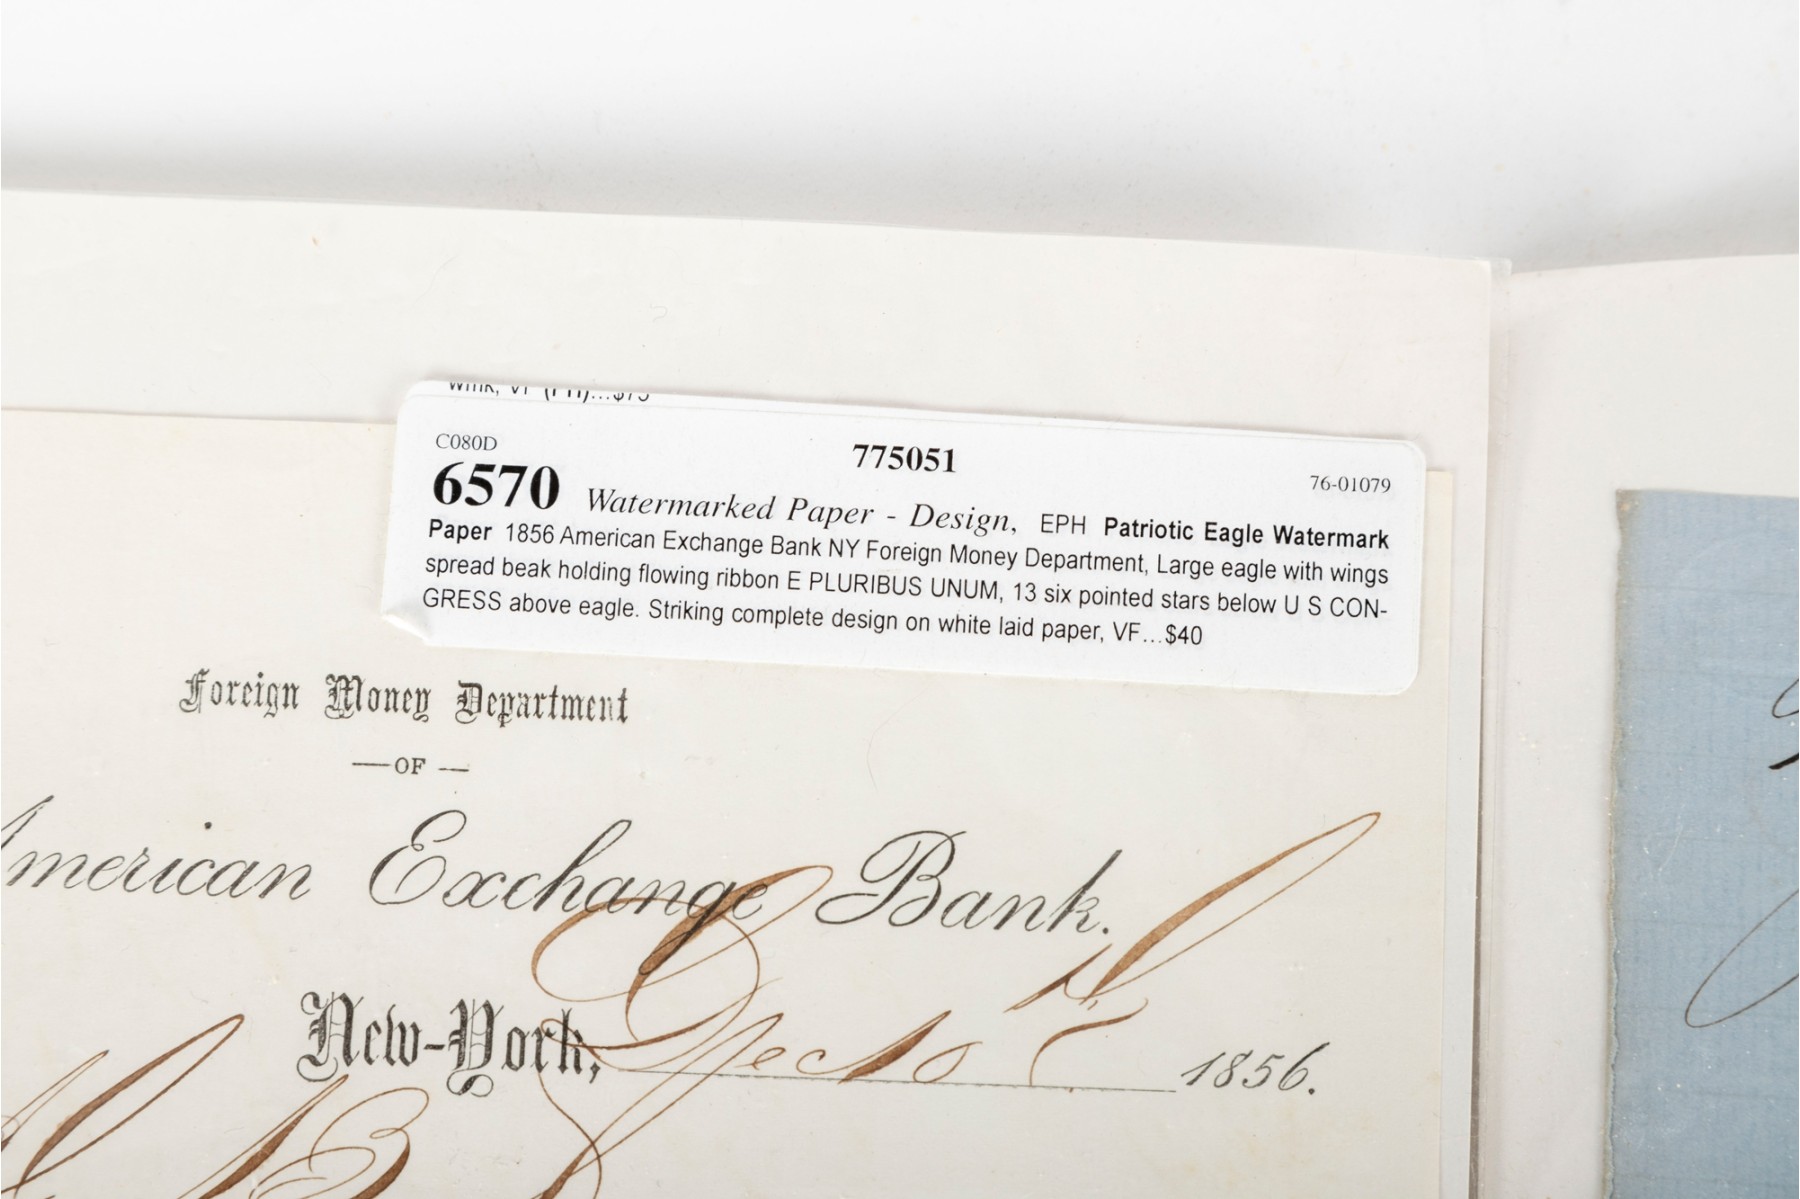 C080D
775051
76-01079
6570 Watermarked Paper - Design, EPH Patriotic Eagle Watermark
Paper 1856 American Exchange Bank NY Foreign Money Department, Large eagle with wings
spread beak holding flowing ribbon E PLURIBUS UNUM, 13 six pointed stars below U S CON-
GRESS above eagle. Striking complete design on white laid paper, VF...$40
Foreign Money Department
—OF—
American Exchange Bank.
New-York, Dec 10 1856.